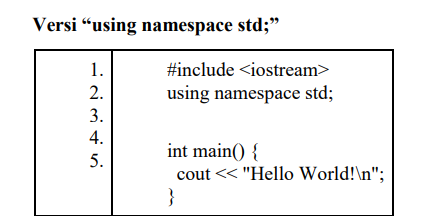 Versi “using namespace std;”
1. #include <iostream>
2. using namespace std;
3.
4. int main() {
5. cout << "Hello World!\n";
}